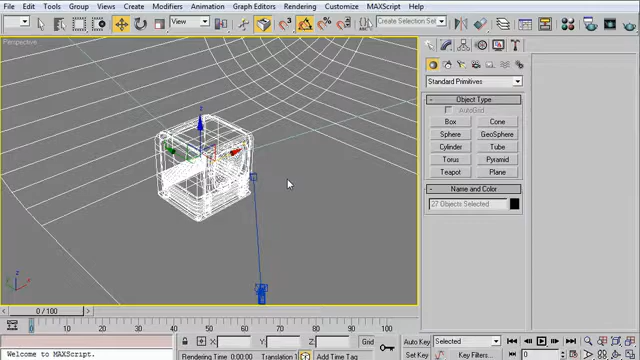 File Edit Tools Group Views Create Modifiers Animation Graph Editors Rendering Customize MAXScript Help
View Create Selection Set
Perspective
Standard Primitives
Object Type
AutoGrid
Box Cone
Sphere GeoSphere
Cylinder Tube
Torus Pyramid
Teapot Plane
Name and Color
27 Objects Selected
z
z
x
0 / 100
0 10 20 30 40 50 60 70 80 90 100
X: Y: Z: Grid Auto Key Selected
Welcome to MAXScript. Rendering Time 0:00:00 Translation 1 Add Time Tag Set Key Key Filters... 0